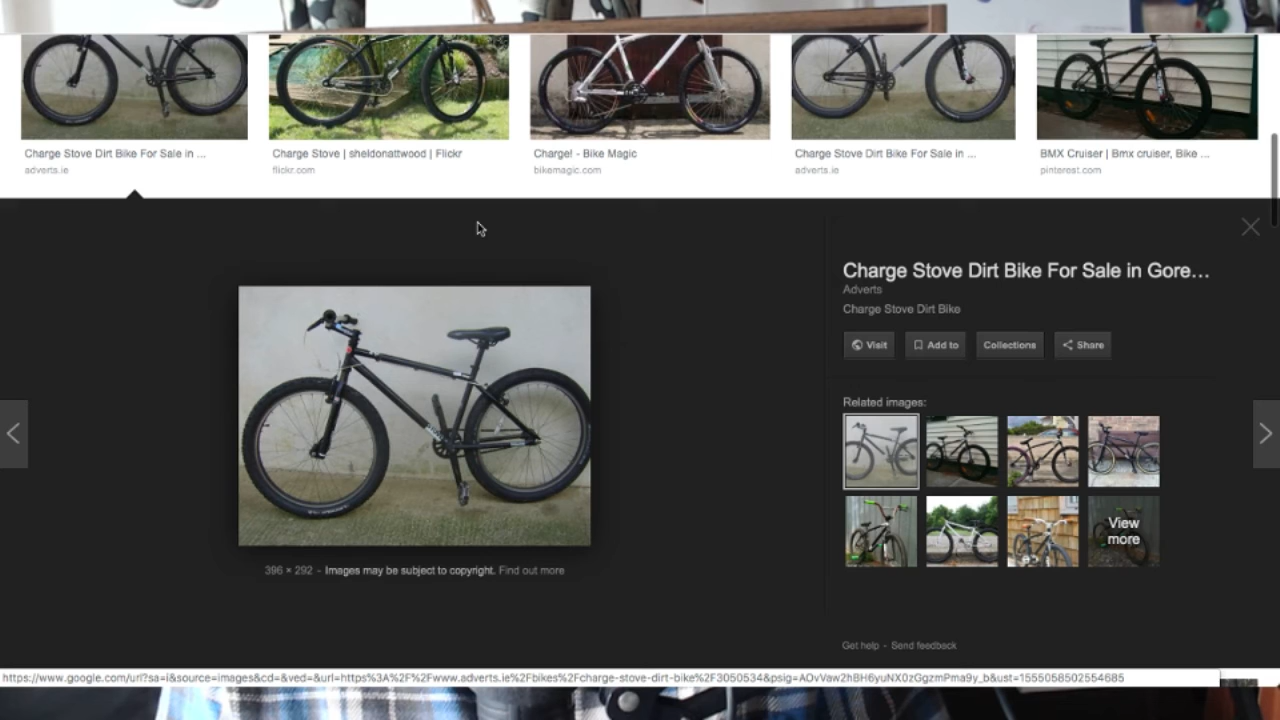 Charge Stove Dirt Bike For Sale in ...
adverts.ie
Charge Stove | sheldonattwood | Flickr
flickr.com
Charge! - Bike Magic
bikemagic.com
Charge Stove Dirt Bike For Sale in ...
adverts.ie
BMX Cruiser | Bmx cruiser, Bike ...
pinterest.com
Charge Stove Dirt Bike For Sale in Gore...
Adverts
Charge Stove Dirt Bike
Visit
Add to
Collections
Share
Related images:
View
more
396 × 292 - Images may be subject to copyright. Find out more
Get help - Send feedback
https://www.google.com/url?sa=i&source=images&cd=&ved=&url=https%3A%2F%2Fwww.adverts.ie%2Fbikes%2Fcharge-stove-dirt-bike%2F3050534&psig=AOvVaw2hBH6yuNX0zGgzmPma9y_b&ust=1555058502554685